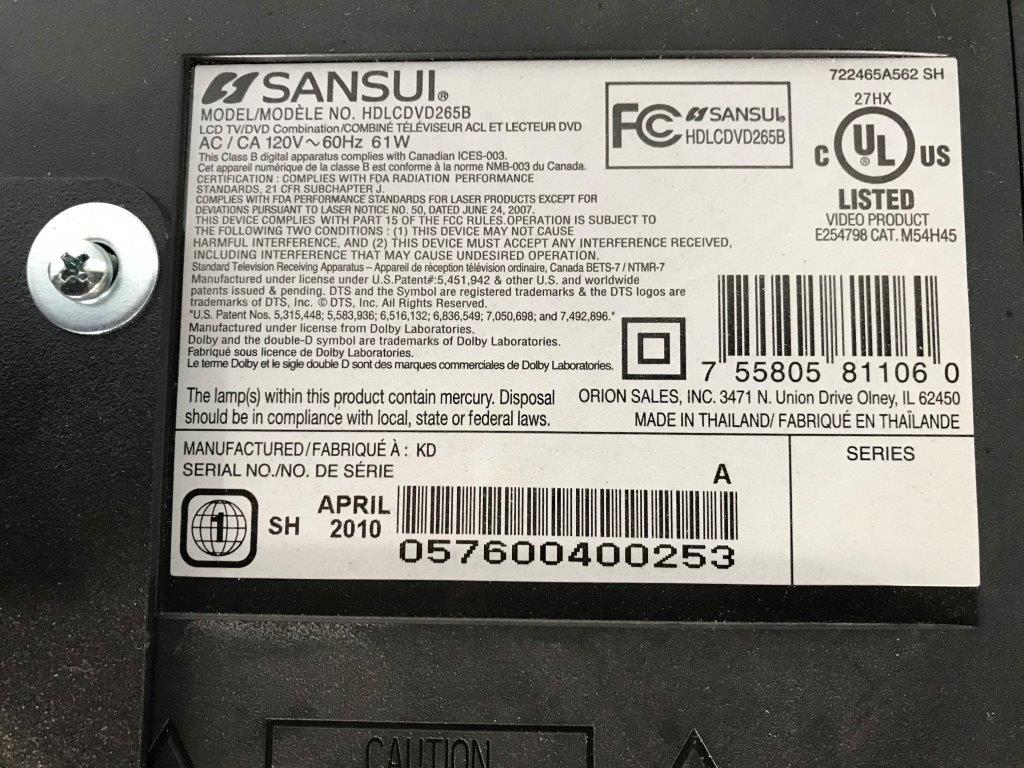 SANSUI®
MODEL/MODÈLE NO. HDLCDVD265B
LCD TV/DVD Combination/COMBINÉ TÉLÉVISEUR ACL ET LECTEUR DVD
AC / CA 120V~60Hz 61W
This Class B digital apparatus complies with Canadian ICES-003.
Cet appareil numérique de la classe B est conforme à la norme NMB-003 du Canada.
CERTIFICATION : COMPLIES WITH FDA RADIATION PERFORMANCE
STANDARDS, 21 CFR SUBCHAPTER J.
COMPLIES WITH FDA PERFORMANCE STANDARDS FOR LASER PRODUCTS EXCEPT FOR
DEVIATIONS PURSUANT TO LASER NOTICE NO. 50, DATED JUNE 24, 2007.
THIS DEVICE COMPLIES WITH PART 15 OF THE FCC RULES. OPERATION IS SUBJECT TO
THE FOLLOWING TWO CONDITIONS : (1) THIS DEVICE MAY NOT CAUSE
HARMFUL INTERFERENCE, AND (2) THIS DEVICE MUST ACCEPT ANY INTERFERENCE RECEIVED,
INCLUDING INTERFERENCE THAT MAY CAUSE UNDESIRED OPERATION.
Standard Television Receiving Apparatus – Appareil de réception télévision ordinaire, Canada BETS-7 / NTMR-7
Manufactured under license under U.S.Patent#:5,451,942 & other U.S. and worldwide
patents issued & pending. DTS and the Symbol are registered trademarks & the DTS logos are
trademarks of DTS, Inc. © DTS, Inc. All Rights Reserved.
"U.S. Patent Nos. 5,315,448; 5,583,936; 6,516,132; 6,836,549; 7,050,698; and 7,492,896."
Manufactured under license from Dolby Laboratories.
Dolby and the double-D symbol are trademarks of Dolby Laboratories.
Fabriqué sous licence de Dolby Laboratories.
Le terme Dolby et le sigle double D sont des marques commerciales de Dolby Laboratories.
FC SANSUI®
HDLCDVD265B
722465A562 SH
27HX
C UL US
®
LISTED
VIDEO PRODUCT
E254798 CAT. M54H45
7 55805 81106 0
The lamp(s) within this product contain mercury. Disposal
should be in compliance with local, state or federal laws.
ORION SALES, INC. 3471 N. Union Drive Olney, IL 62450
MADE IN THAILAND/ FABRIQUÉ EN THAÏLANDE
MANUFACTURED/FABRIQUÉ À : KD
SERIAL NO./NO. DE SÉRIE
A
1 SH APRIL
2010
057600400253
SERIES
CAUTION